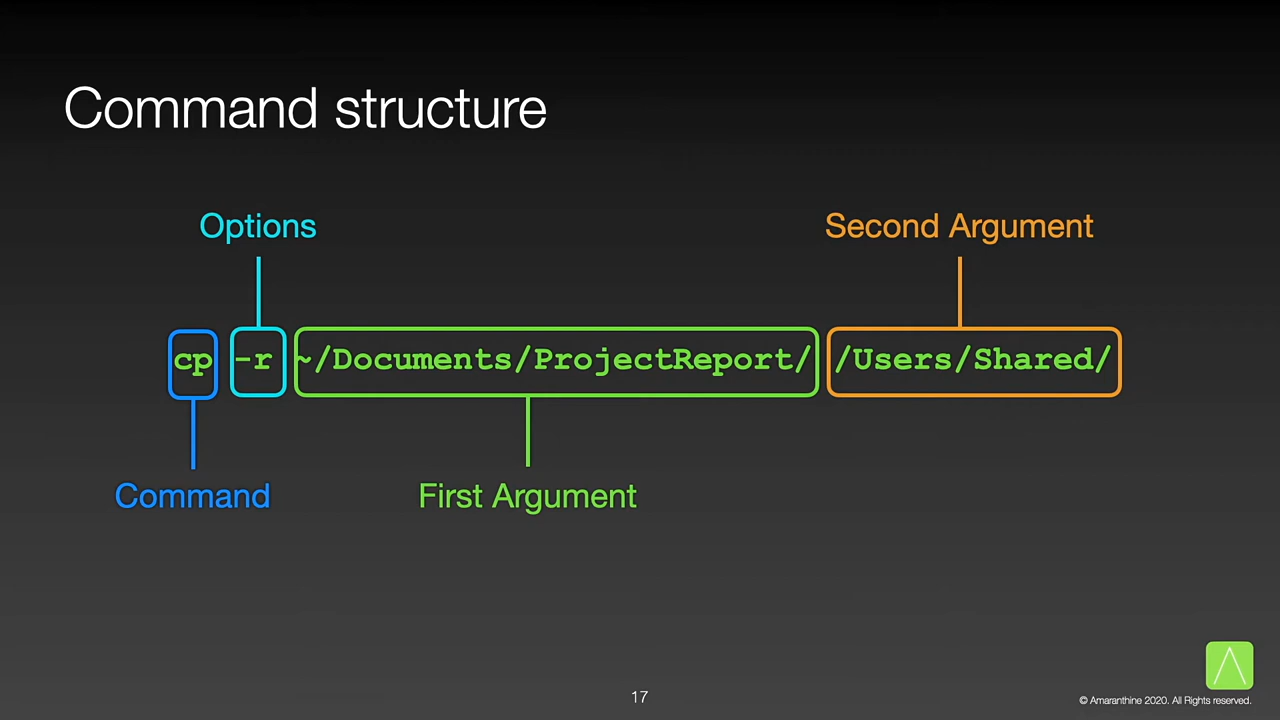 Command structure
Options
Second Argument
cp -r ~/Documents/ProjectReport/ /Users/Shared/
Command
First Argument
17
© Amaranthine 2020. All Rights reserved.